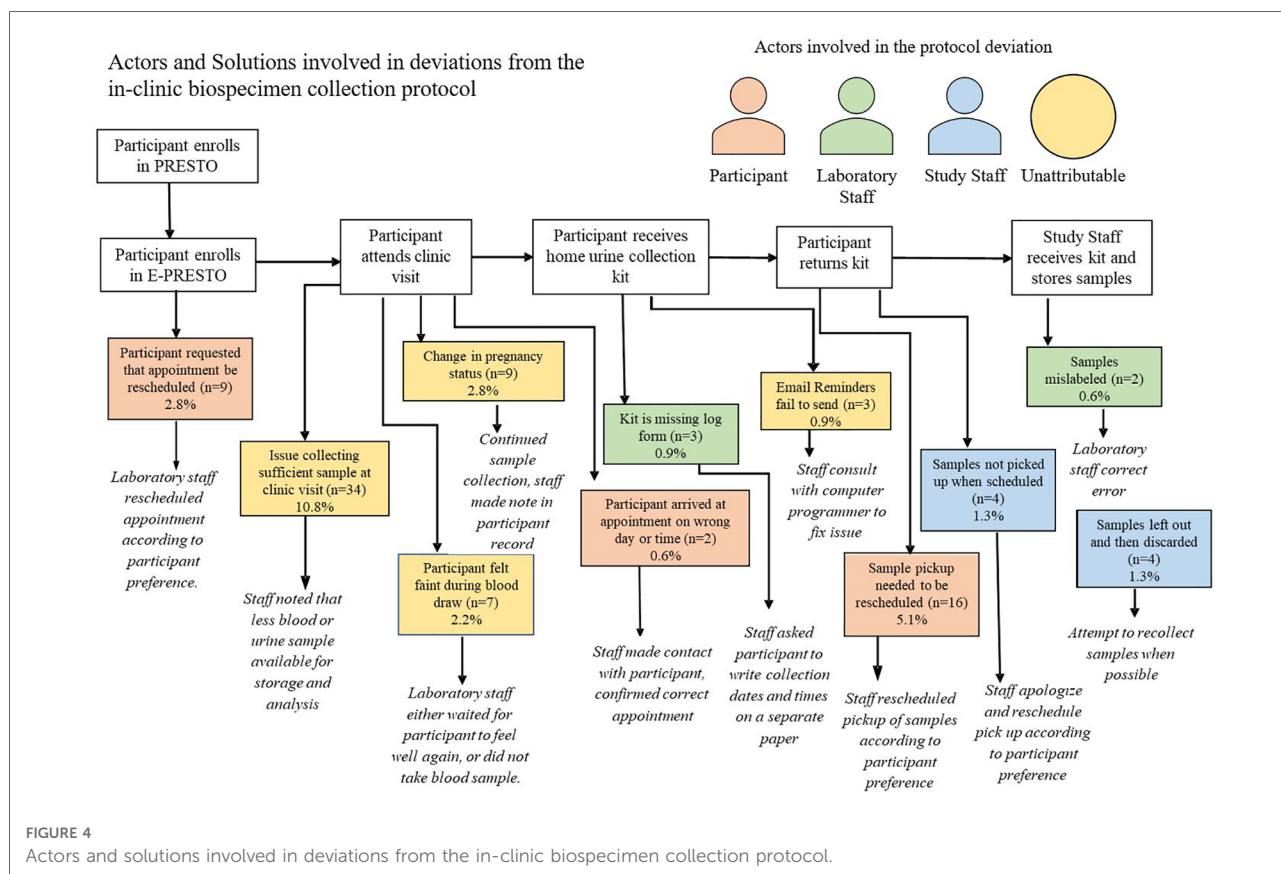 Actors and Solutions involved in deviations from the
in-clinic biospecimen collection protocol
Actors involved in the protocol deviation
Participant
Laboratory
Staff
Study Staff
Unattributable
Participant enrolls
in PRESTO
Participant enrolls
in E-PRESTO
Participant
attends clinic
visit
Participant receives
home urine collection
kit
Participant
returns kit
Study Staff
receives kit and
stores samples
Participant requested
that appointment be
rescheduled (n=9)
2.8%
Laboratory staff
rescheduled
appointment
according to
participant
preference.
Issue collecting
sufficient sample at
clinic visit (n=34)
10.8%
Staff noted that
less blood or
urine sample
available for
storage and
analysis
Change in pregnancy
status (n=9)
2.8%
Continued
sample
collection, staff
made note in
participant
record
Participant felt
faint during blood
draw (n=7)
2.2%
Laboratory staff
either waited for
participant to feel
well again, or did not
take blood sample.
Kit is missing log
form (n=3)
0.9%
Participant arrived at
appointment on wrong
day or time (n=2)
0.6%
Staff made contact
with participant,
confirmed correct
appointment
Staff asked
participant to
write collection
dates and times
on a separate
paper
Email Reminders
fail to send (n=3)
0.9%
Staff consult
with computer
programmer to
fix issue
Sample pickup
needed to be
rescheduled (n=16)
5.1%
Staff rescheduled
pickup of samples
according to
participant
preference
Samples not picked
up when scheduled
(n=4)
1.3%
Staff apologize
and reschedule
pick up according
to participant
preference
Samples
mislabeled (n=2)
0.6%
Laboratory
staff correct
error
Samples left out
and then discarded
(n=4)
1.3%
Attempt to recollect
samples when
possible
FIGURE 4
Actors and solutions involved in deviations from the in-clinic biospecimen collection protocol.